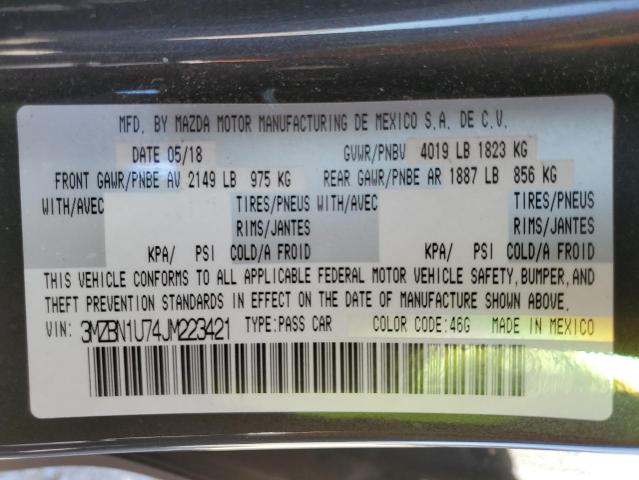 MFD. BY MAZDA MOTOR MANUFACTURING DE MEXICO S.A. DE C.V.
DATE 05/18 GVWR/PNBV 4019 LB 1823 KG
FRONT GAWR/PNBE AV 2149 LB 975 KG REAR GAWR/PNBE AR 1887 LB 856 KG
WITH/AVEC TIRES/PNEUS WITH/AVEC TIRES/PNEUS
RIMS/JANTES RIMS/JANTES
KPA/ PSI COLD/A FROID KPA/ PSI COLD/A FROID
THIS VEHICLE CONFORMS TO ALL APPLICABLE FEDERAL MOTOR VEHICLE SAFETY, BUMPER, AND
THEFT PREVENTION STANDARDS IN EFFECT ON THE DATE OF MANUFACTURE SHOWN ABOVE.
VIN: 3MZBN1U74JM223421 TYPE:PASS CAR COLOR CODE:46G MADE IN MEXICO